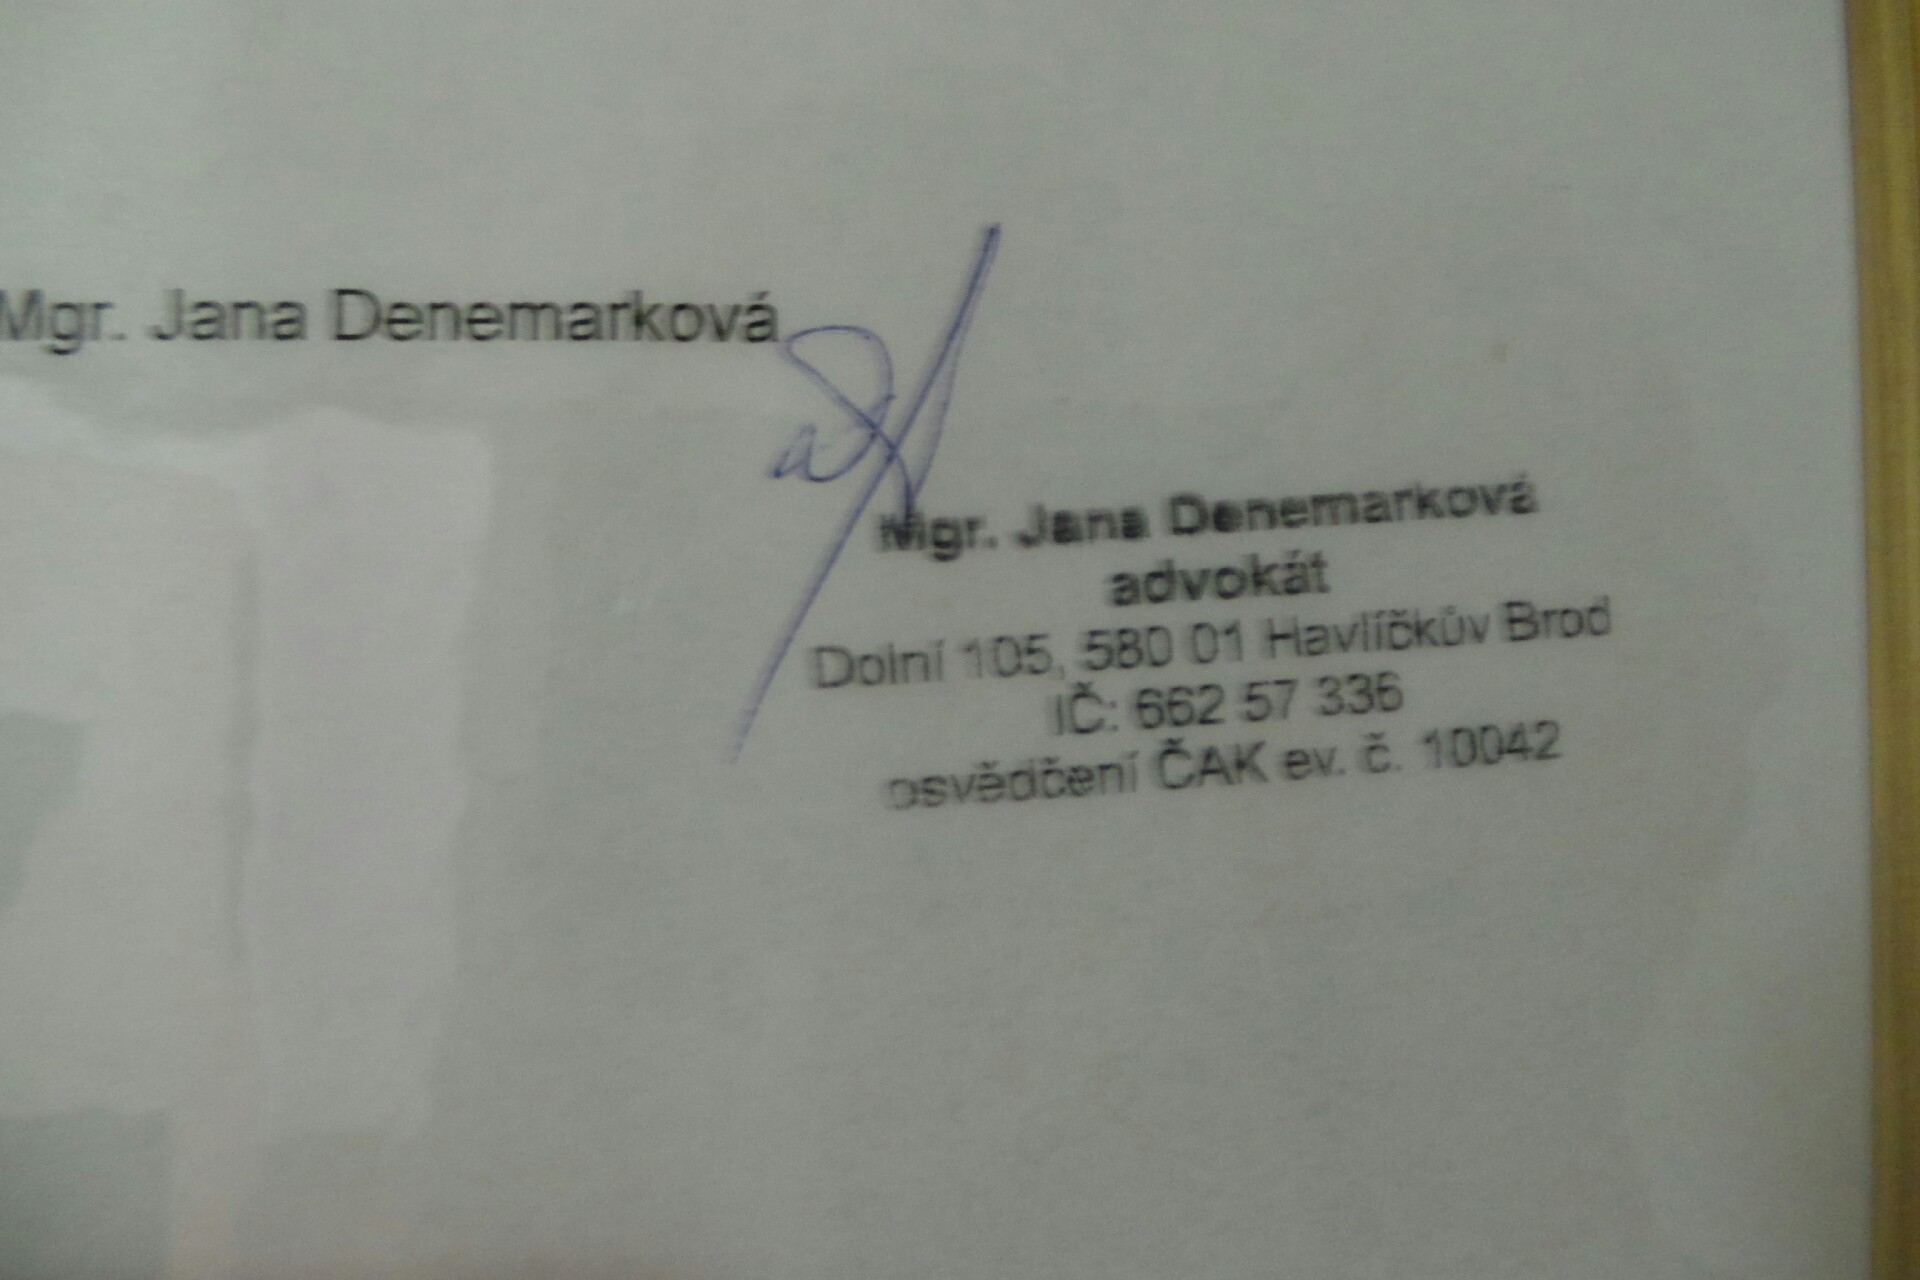 Mgr. Jana Denemarková
Mgr. Jana Denemarková
advokát
Dolní 105, 580 01 Havlíčkův Brod
IČ: 662 57 336
osvědčení ČAK ev. č. 10042